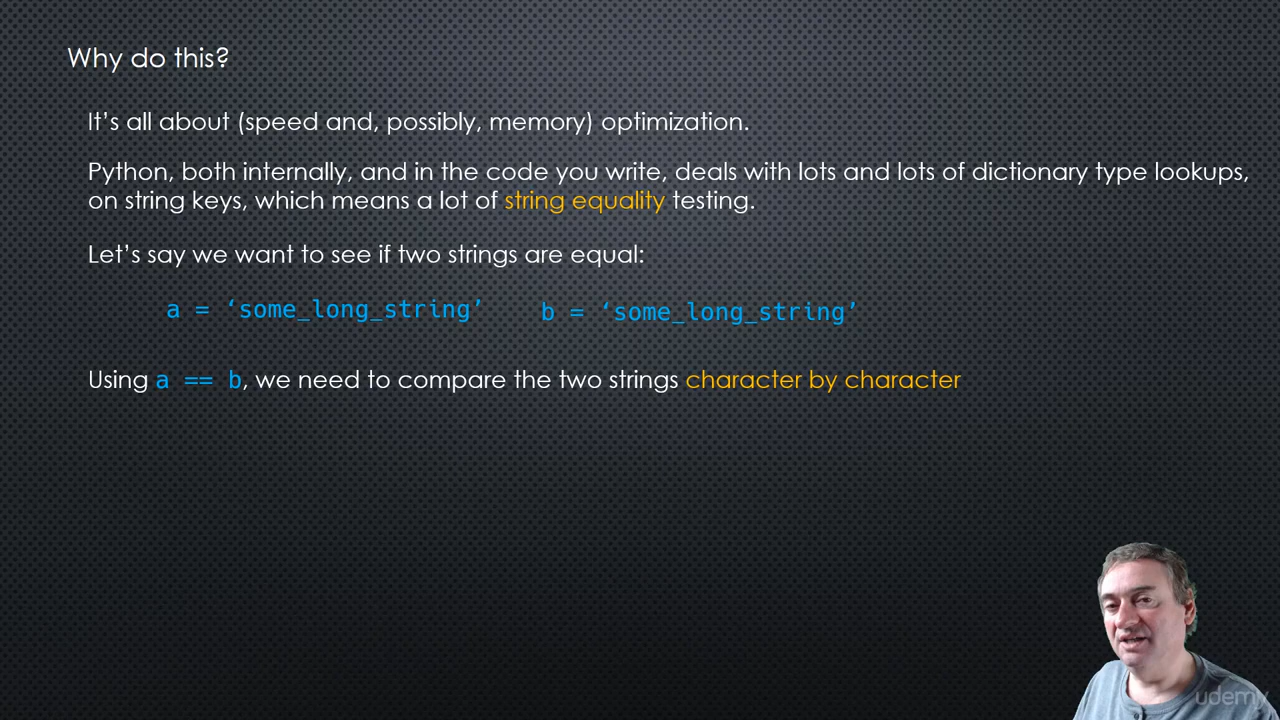 Why do this?
It’s all about (speed and, possibly, memory) optimization.
Python, both internally, and in the code you write, deals with lots and lots of dictionary type lookups,
on string keys, which means a lot of string equality testing.
Let’s say we want to see if two strings are equal:
a = ‘some_long_string’ b = ‘some_long_string’
Using a == b, we need to compare the two strings character by character
udemy